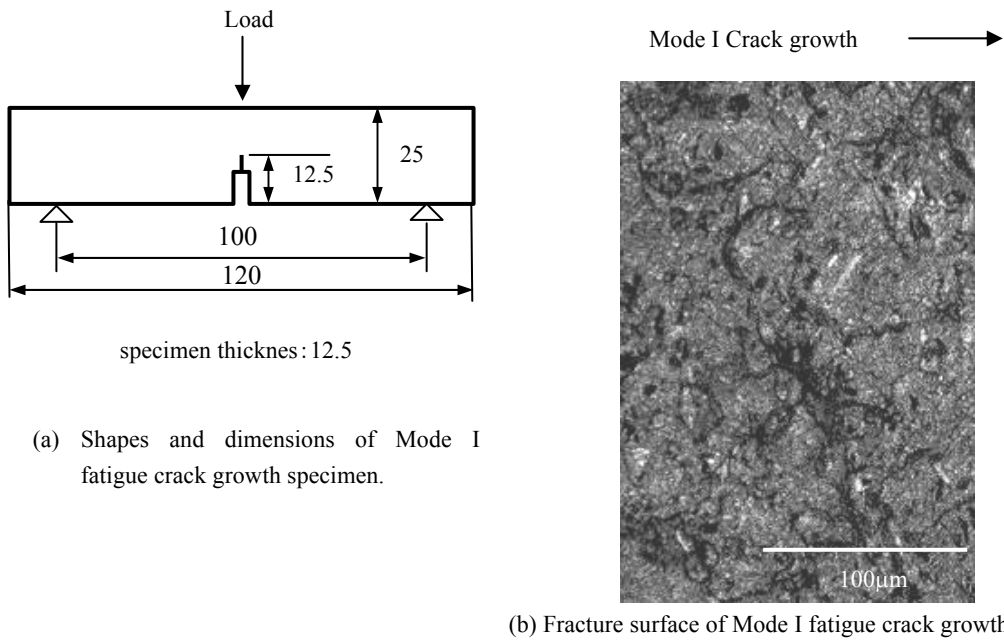 Load
25
12.5
100
120
specimen thicknes: 12.5
(a) Shapes and dimensions of Mode I
fatigue crack growth specimen.
Mode I Crack growth
100μm
(b) Fracture surface of Mode I fatigue crack growth